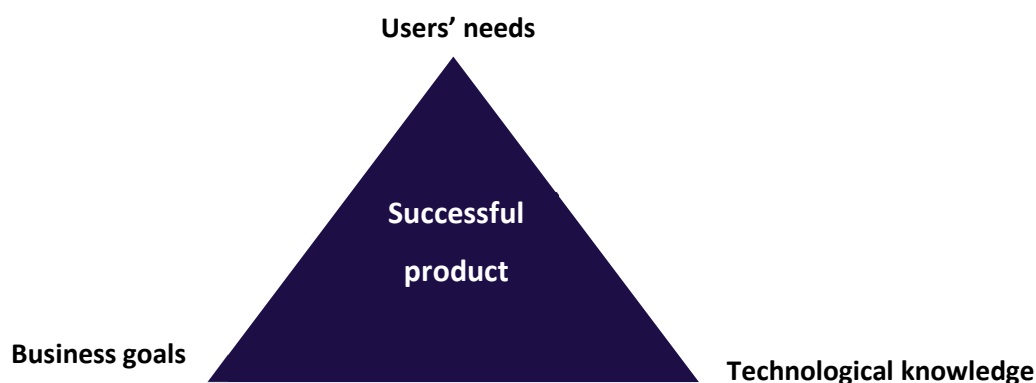 Users’ needs
Successful
product
Business goals
Technological knowledge